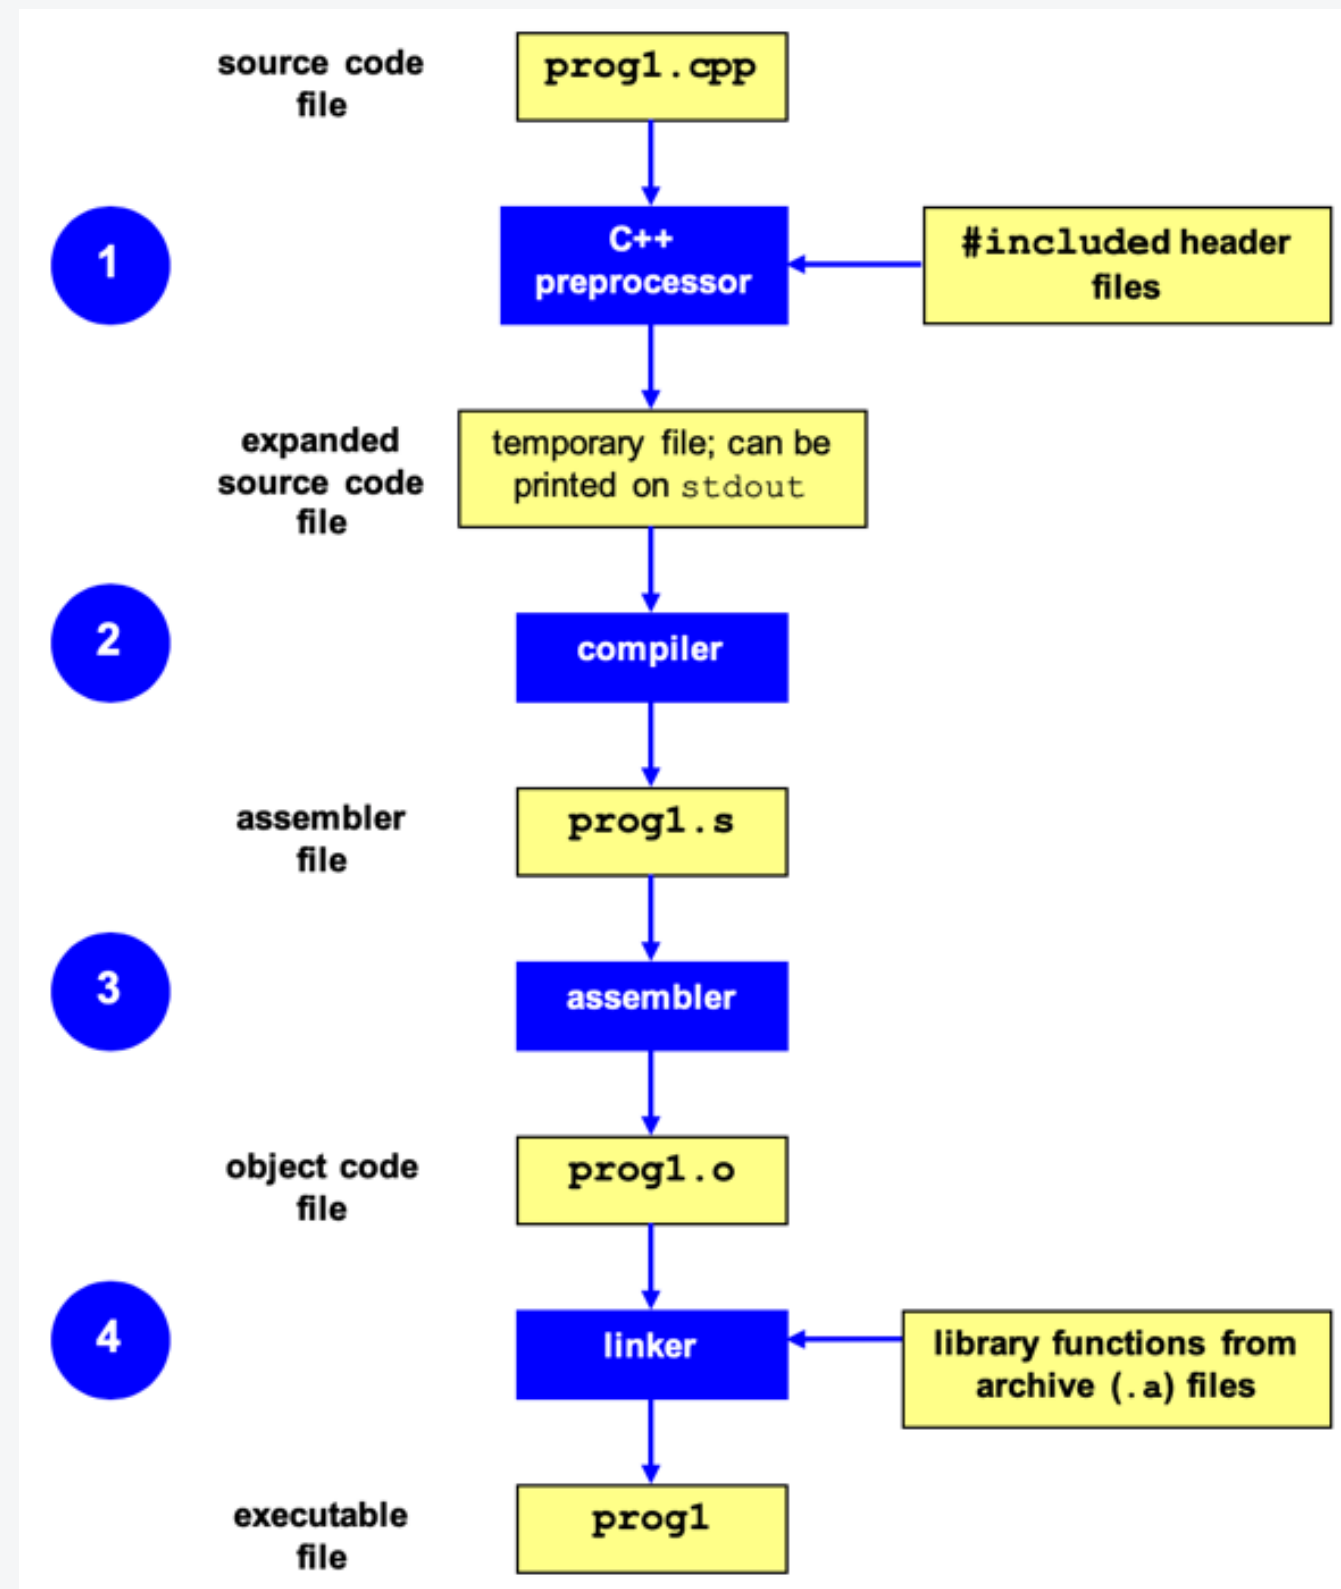 source code
file
prog1.cpp
1
C++
preprocessor
#included header
files
expanded
source code
file
temporary file; can be
printed on stdout
2
compiler
assembler
file
prog1.s
3
assembler
object code
file
prog1.o
4
linker
library functions from
archive (.a) files
executable
file
prog1